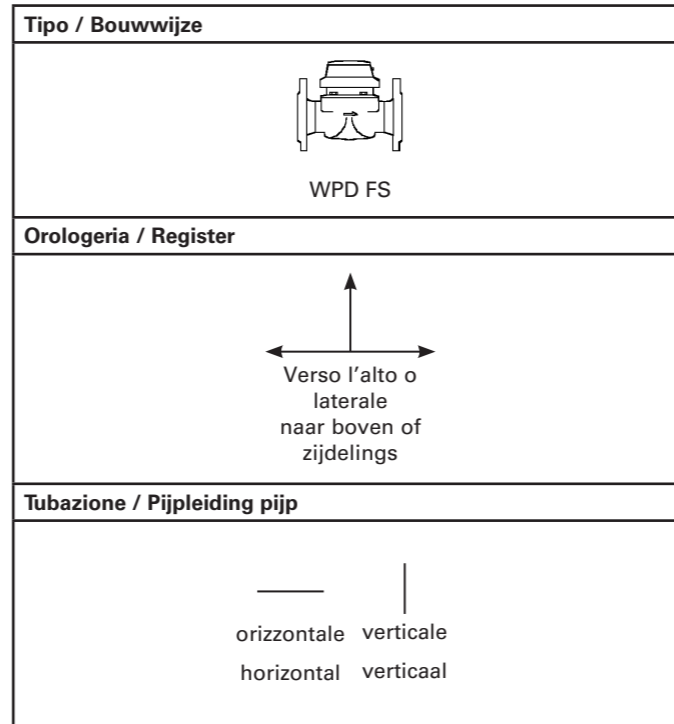 Tipo / Bouwwijze
WPD FS
Orologeria / Register
Verso l'alto o
laterale
naar boven of
zijdelings
Tubazione / Pijpleiding pijp
orizzontale verticale
horizontal verticaal